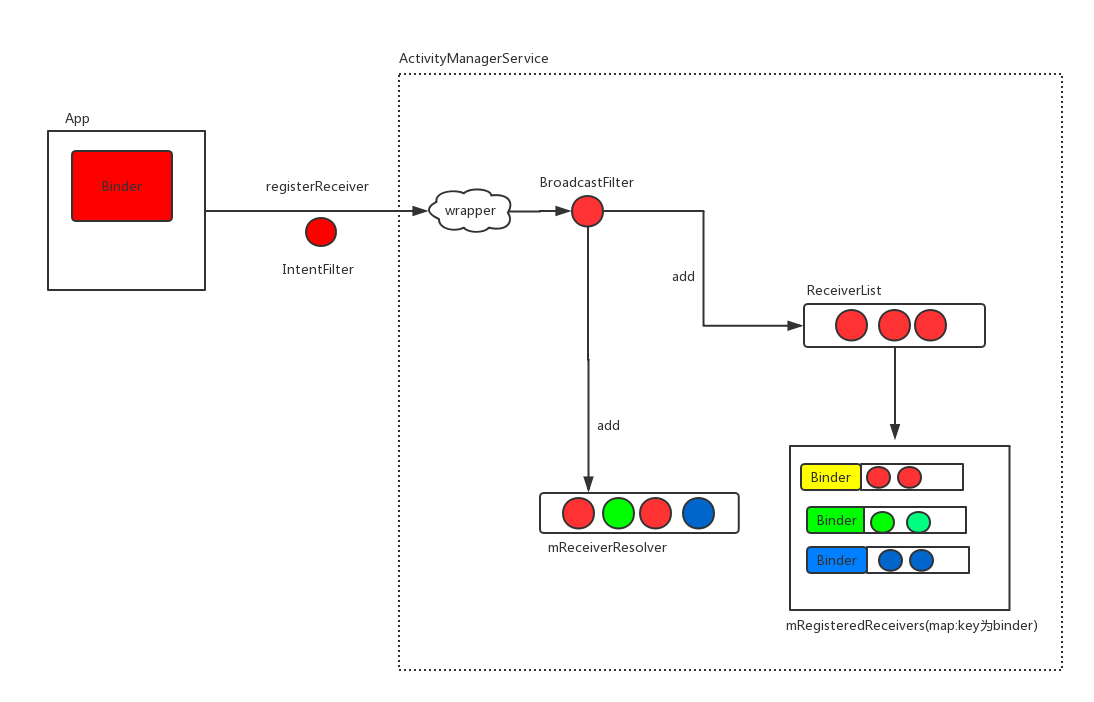 ActivityManagerService
App
Binder
registerReceiver
IntentFilter
wrapper
BroadcastFilter
add
ReceiverList
add
mReceiverResolver
Binder
Binder
Binder
mRegisteredReceivers(map:key为binder)